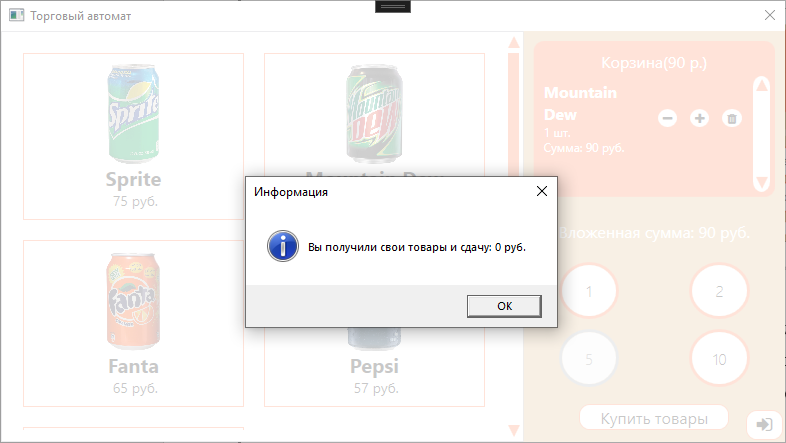 Торговый автомат
Sprite
75 руб.
Mountain Dew
Fanta
65 руб.
Pepsi
57 руб.
Корзина(90 р.)
Mountain
Dew
1 шт.
Сумма: 90 руб.
Вложенная сумма: 90 руб.
1
2
5
10
Купить товары
Информация
Вы получили свои товары и сдачу: 0 руб.
OK